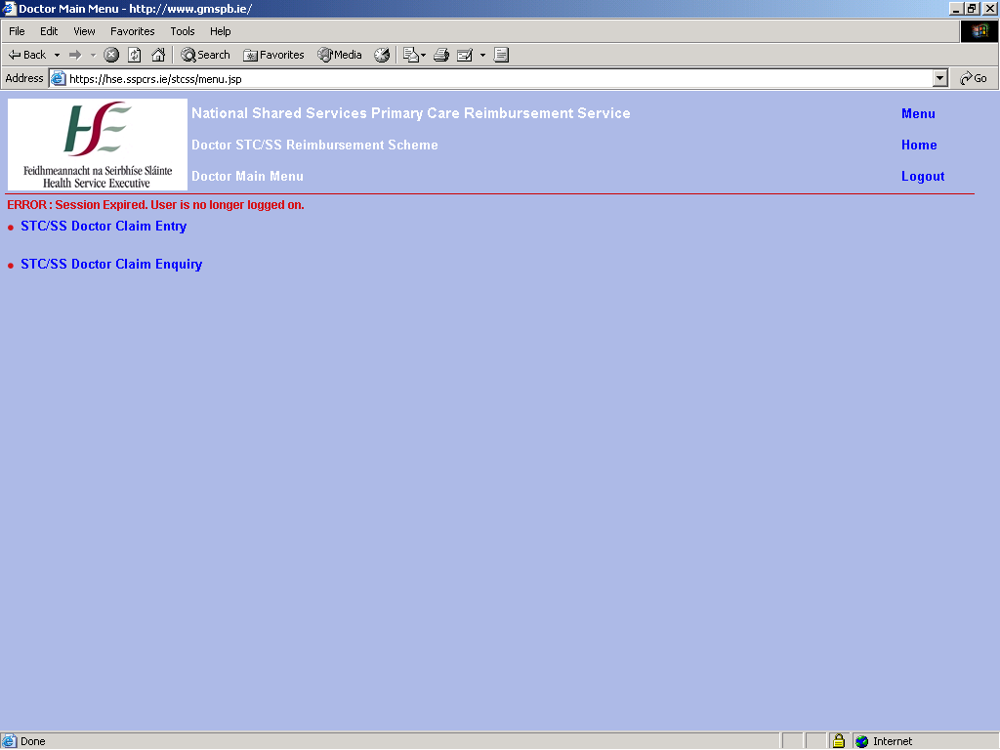 Doctor Main Menu - http://www.gmspb.ie/
File Edit View Favorites Tools Help
Back Search Favorites Media
Address https://hse.sspcrs.ie/stcss/menu.jsp Go
HSE
Feidhmeannacht na Seirbhíse Sláinte
Health Service Executive
National Shared Services Primary Care Reimbursement Service
Menu
Doctor STC/SS Reimbursement Scheme
Home
Doctor Main Menu
Logout
ERROR : Session Expired. User is no longer logged on.
STC/SS Doctor Claim Entry
STC/SS Doctor Claim Enquiry
Done Internet